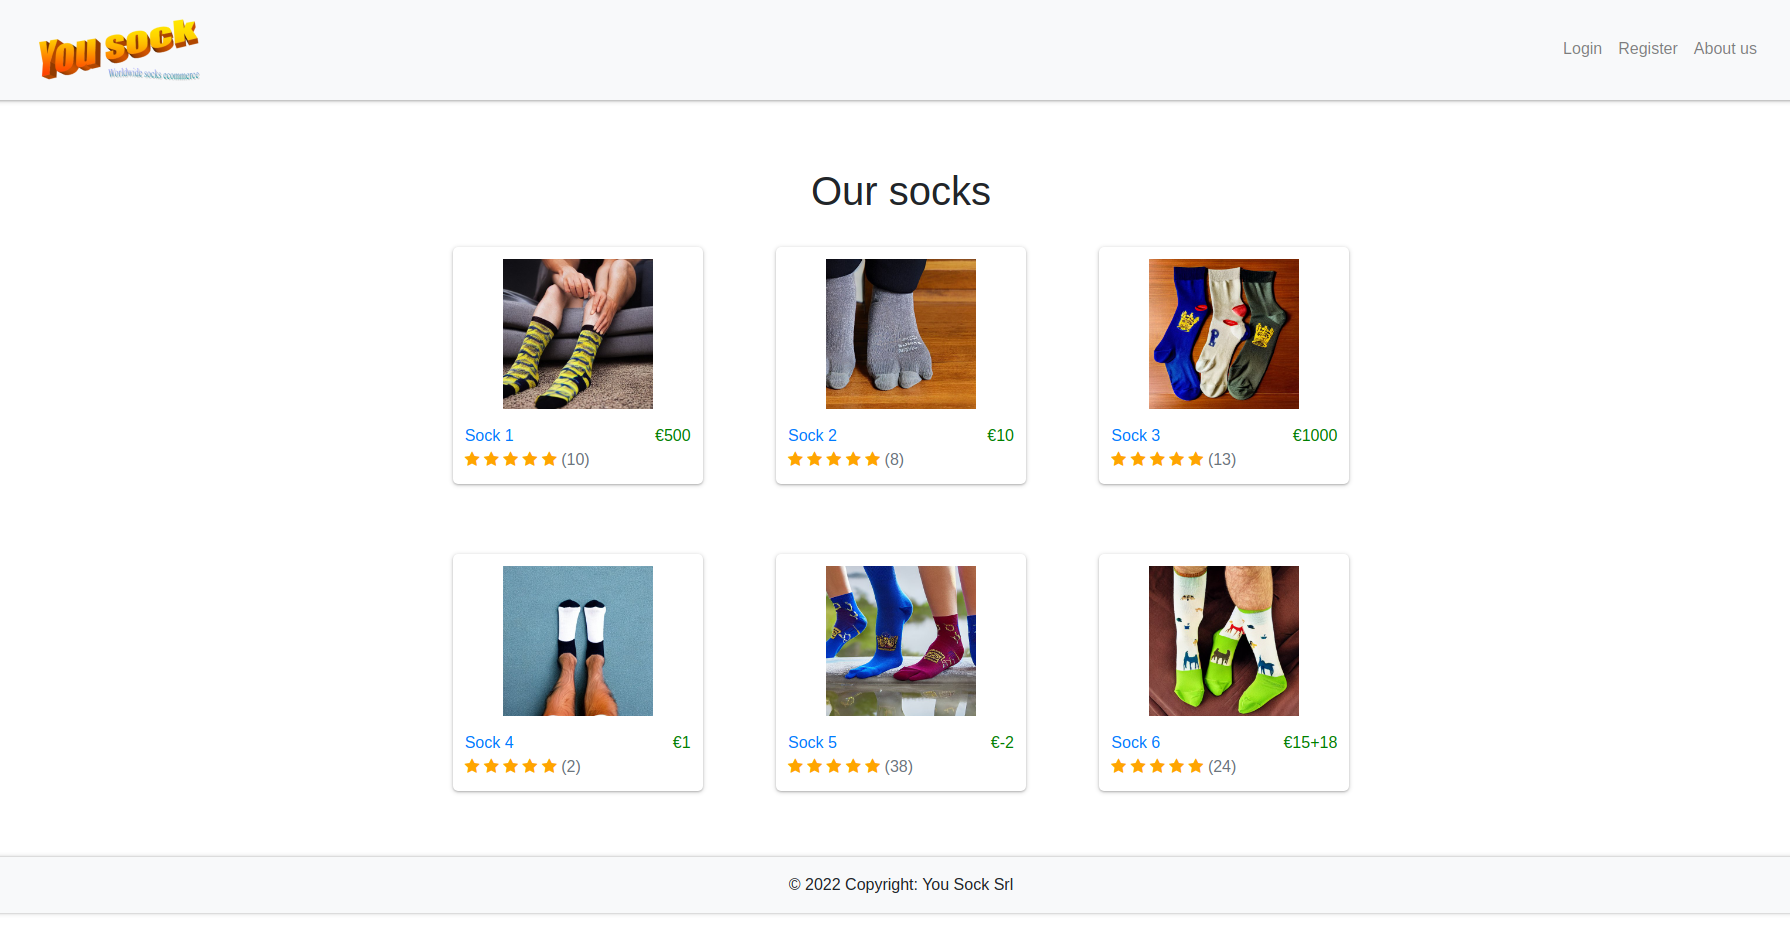 You sock
Worldwide socks ecommerce
Login Register About us
Our socks
Sock 1 €500
(10)
Sock 2 €10
(8)
Sock 3 €1000
(13)
Sock 4 €1
(2)
Sock 5 €-2
(38)
Sock 6 €15+18
(24)
© 2022 Copyright: You Sock Srl